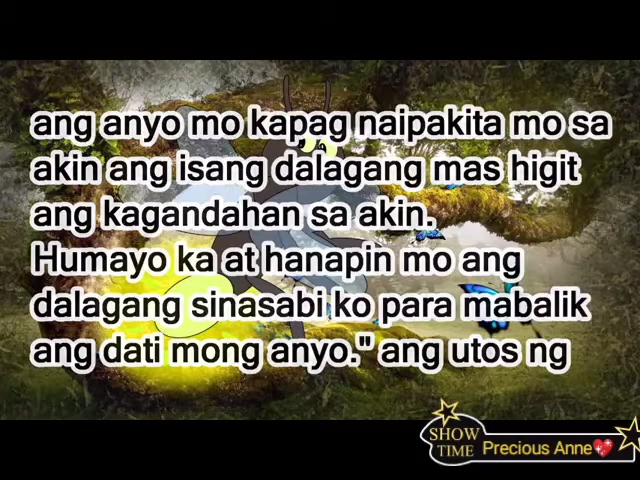 ang anyo mo kapag naipakita mo sa
akin ang isang dalagang mas higit
ang kagandahan sa akin.
Humayo ka at hanapin mo ang
dalagang sinasabi ko para mabalik
ang dati mong anyo." ang utos ng
SHOW
TIME
Precious Anne💖